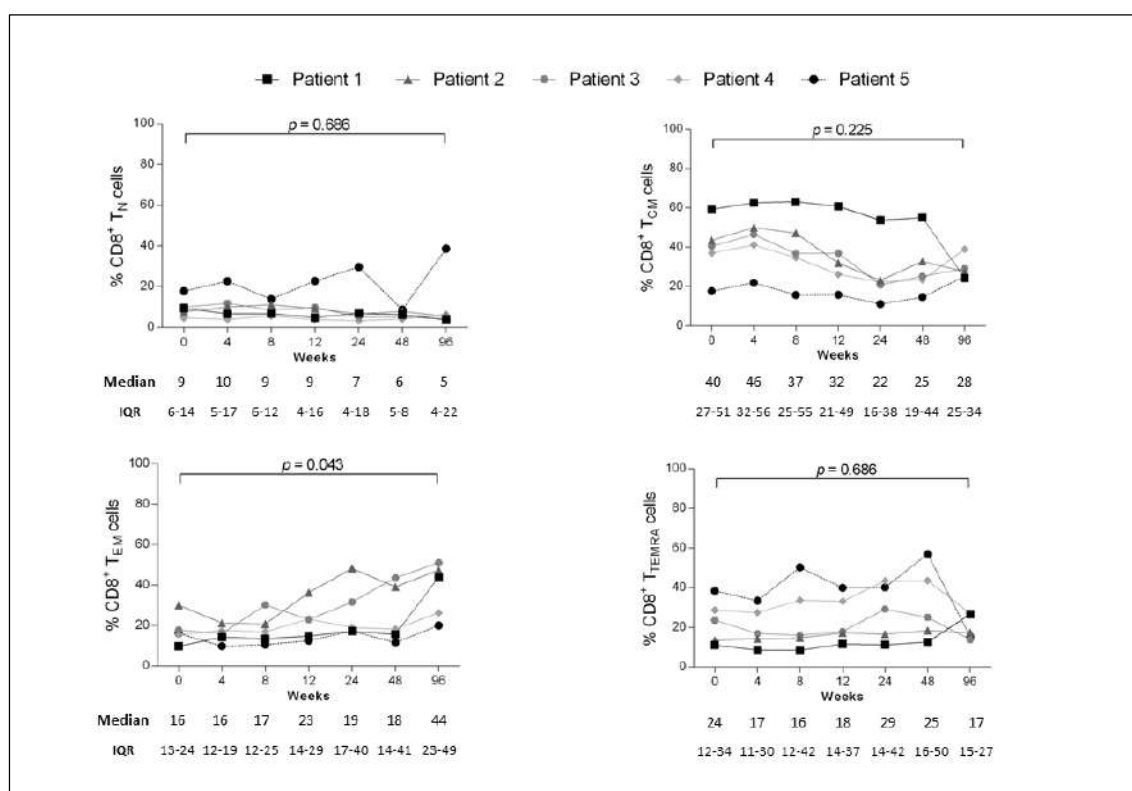 Patient 1 Patient 2 Patient 3 Patient 4 Patient 5
p = 0.686
% CD8+ TN cells
100
80
60
40
20
0
0 4 8 12 24 48 96
Weeks
Median 9 10 9 9 7 6 5
IQR 6-14 5-17 6-12 4-16 4-18 5-8 4-22
p = 0.225
% CD8+ TCM cells
100
80
60
40
20
0
0 4 8 12 24 48 96
Weeks
40 46 37 32 22 25 28
27-51 32-56 25-55 21-49 16-38 19-44 25-34
p = 0.043
% CD8+ TEM cells
100
80
60
40
20
0
0 4 8 12 24 48 96
Weeks
Median 16 16 17 23 19 18 44
IQR 13-24 12-19 12-25 14-29 17-40 14-41 23-49
p = 0.686
% CD8+ TTEMRA cells
100
80
60
40
20
0
0 4 8 12 24 48 96
Weeks
24 17 16 18 29 25 17
12-34 11-30 12-42 14-37 14-42 16-50 15-27